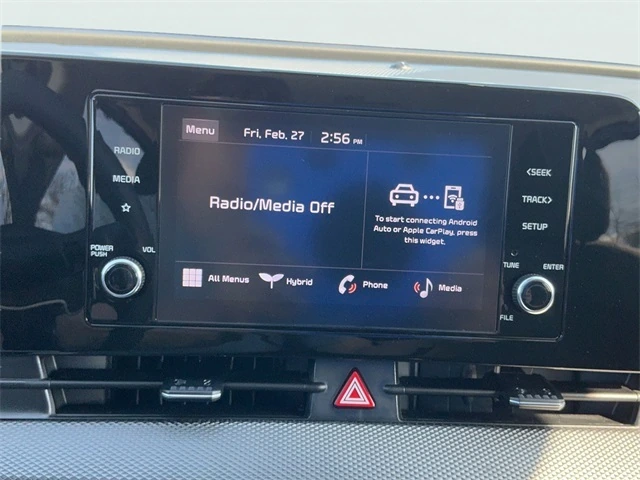 Menu Fri, Feb. 27 2:56 PM
RADIO
MEDIA
POWER
PUSH
VOL
Radio/Media Off
To start connecting Android
Auto or Apple CarPlay, press
this widget.
All Menus Hybrid Phone Media
<SEEK
TRACK>
SETUP
TUNE
ENTER
FILE